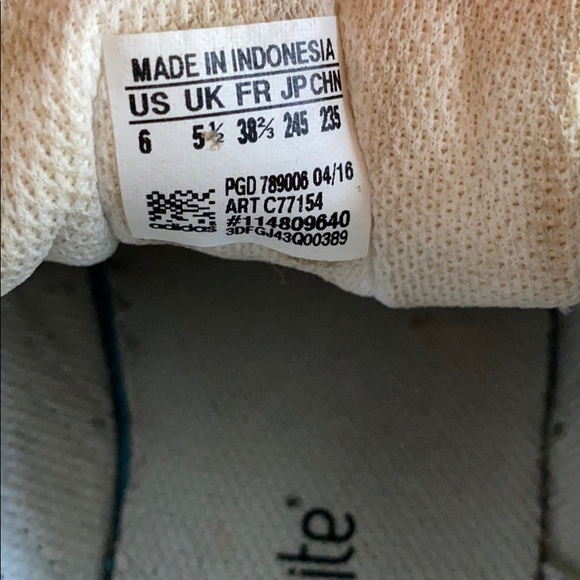 MADE IN INDONESIA
US UK FR JP CHN
6 5½ 38⅔ 245 235
PGD 789006 04/16
ART C77154
#114809640
3DFGJ43Q00389
adidas
ite